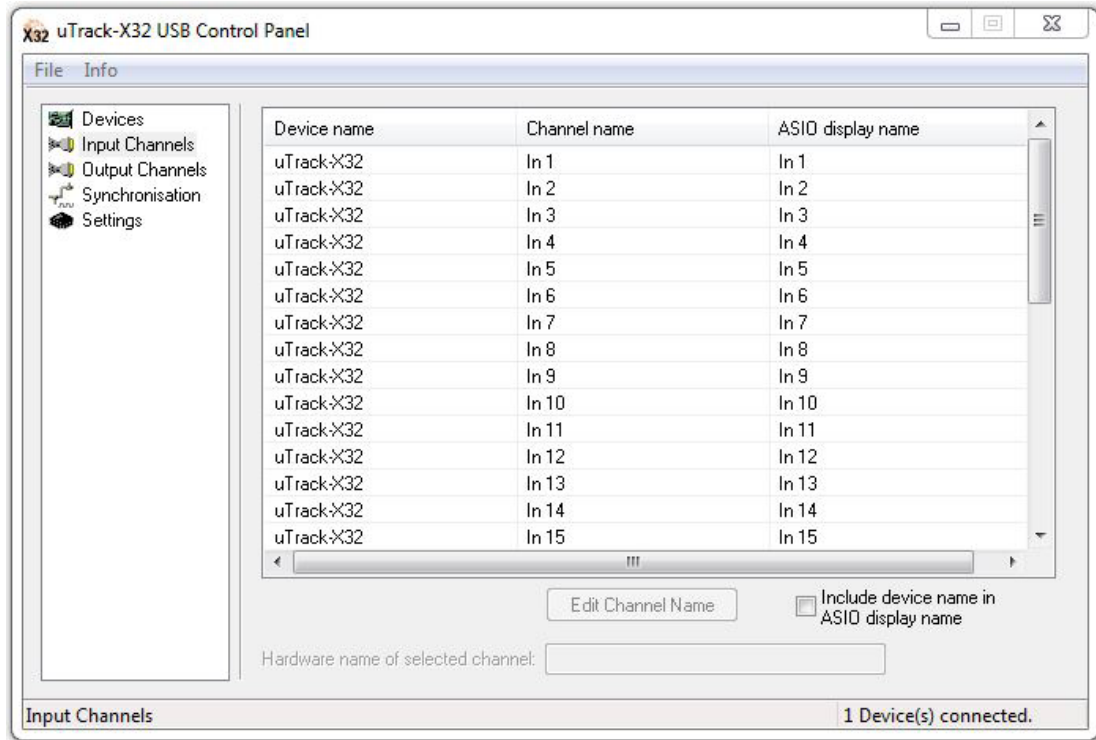 X32 uTrack-X32 USB Control Panel
File Info
Devices
Input Channels
Output Channels
Synchronisation
Settings
Device name Channel name ASIO display name
uTrack-X32 In 1 In 1
uTrack-X32 In 2 In 2
uTrack-X32 In 3 In 3
uTrack-X32 In 4 In 4
uTrack-X32 In 5 In 5
uTrack-X32 In 6 In 6
uTrack-X32 In 7 In 7
uTrack-X32 In 8 In 8
uTrack-X32 In 9 In 9
uTrack-X32 In 10 In 10
uTrack-X32 In 11 In 11
uTrack-X32 In 12 In 12
uTrack-X32 In 13 In 13
uTrack-X32 In 14 In 14
uTrack-X32 In 15 In 15
Edit Channel Name
Include device name in
ASIO display name
Hardware name of selected channel:
Input Channels 1 Device(s) connected.